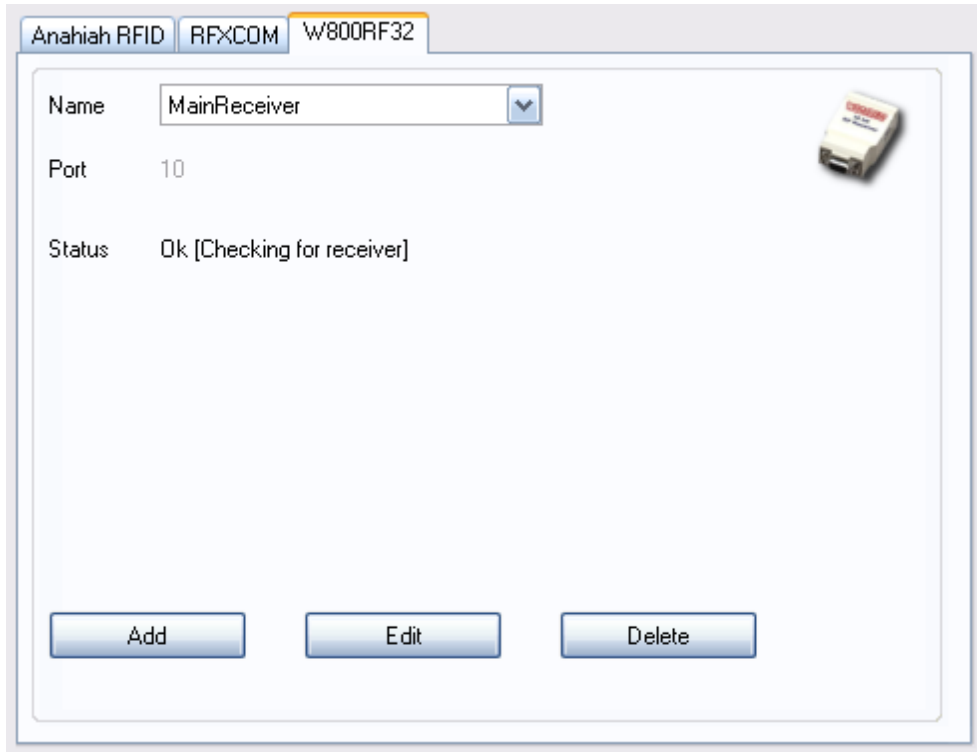 Anahiah RFID RFXCOM W800RF32
Name MainReceiver
Port 10
Status Ok [Checking for receiver]
Add Edit Delete